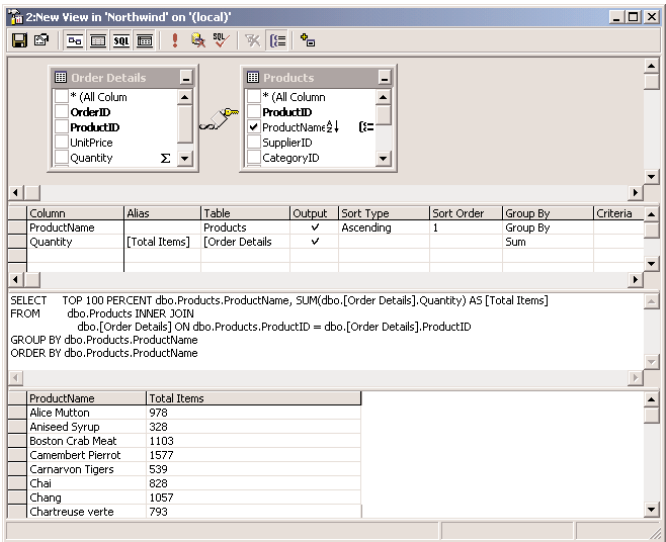 2:New View in 'Northwind' on '(local)'
SQL SQL
Order Details
* (All Colum
OrderID
ProductID
UnitPrice
Quantity Σ
Products
* (All Column
ProductID
ProductName
SupplierID
CategoryID
Column Alias Table Output Sort Type Sort Order Group By Criteria
ProductName Products Ascending 1 Group By
Quantity [Total Items] [Order Details Sum
SELECT TOP 100 PERCENT dbo.Products.ProductName, SUM(dbo.[Order Details].Quantity) AS [Total Items]
FROM dbo.Products INNER JOIN
dbo.[Order Details] ON dbo.Products.ProductID = dbo.[Order Details].ProductID
GROUP BY dbo.Products.ProductName
ORDER BY dbo.Products.ProductName
ProductName Total Items
Alice Mutton 978
Aniseed Syrup 328
Boston Crab Meat 1103
Camembert Pierrot 1577
Carnarvon Tigers 539
Chai 828
Chang 1057
Chartreuse verte 793